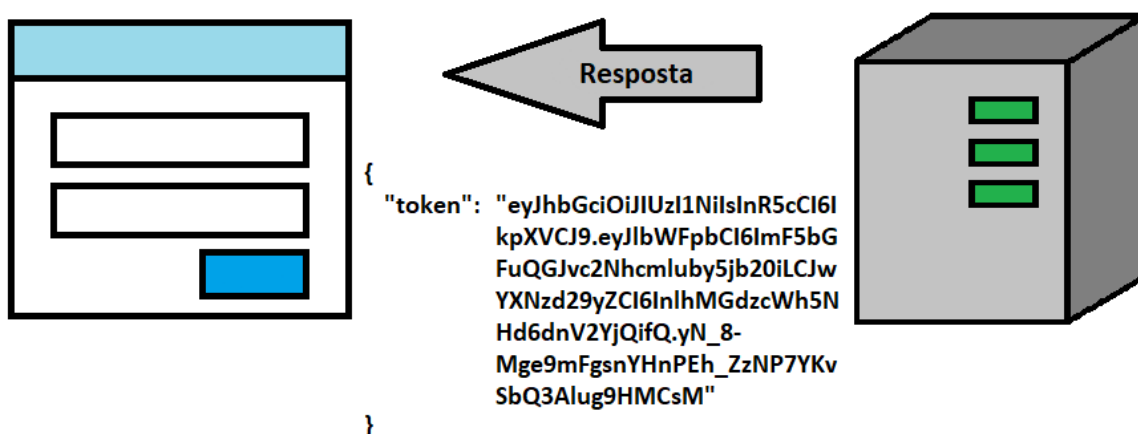 Resposta
{
"token": "eyJhbGciOiJIUzI1NiIsInR5cCI6I
kpXVCJ9.eyJlbWFpbCI6ImF5bG
FuQGJvc2Nhcmluby5jb20iLCJw
YXNzd29yZCI6InlhMGdzcWh5N
Hd6dnV2YjQifQ.yN_8-
Mge9mFgsnYHnPEh_ZzNP7YKv
SbQ3Alug9HMCsM"
}